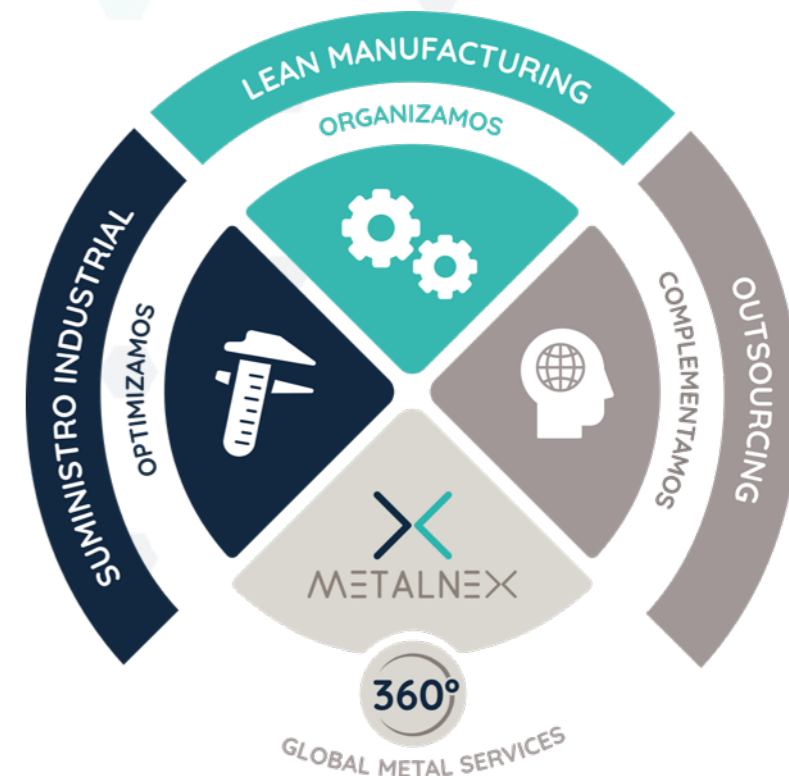 LEAN MANUFACTURING
ORGANIZAMOS
SUMINISTRO INDUSTRIAL
OPTIMIZAMOS
COMPLEMENTAMOS
OUTSOURCING
METALNEX
360º
GLOBAL METAL SERVICES